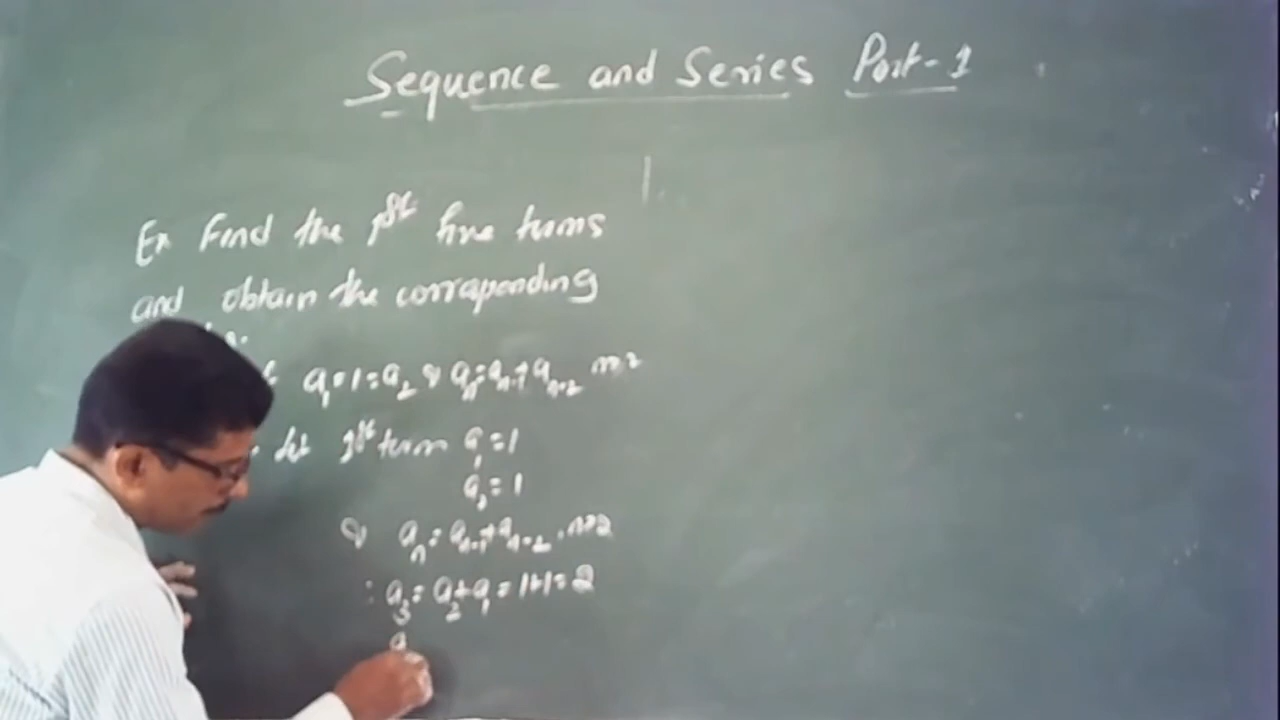 Sequence and Series Part-1
Ex Find the 1st five terms
and obtain the corresponding
a₁=1=a₂ & aₙ=aₙ₋₁+aₙ₋₂ n>2
Let 1st term a₁=1
a₂=1
& aₙ=aₙ₋₁+aₙ₋₂, n>2
∴ a₃=a₂+a₁=1+1=2
a